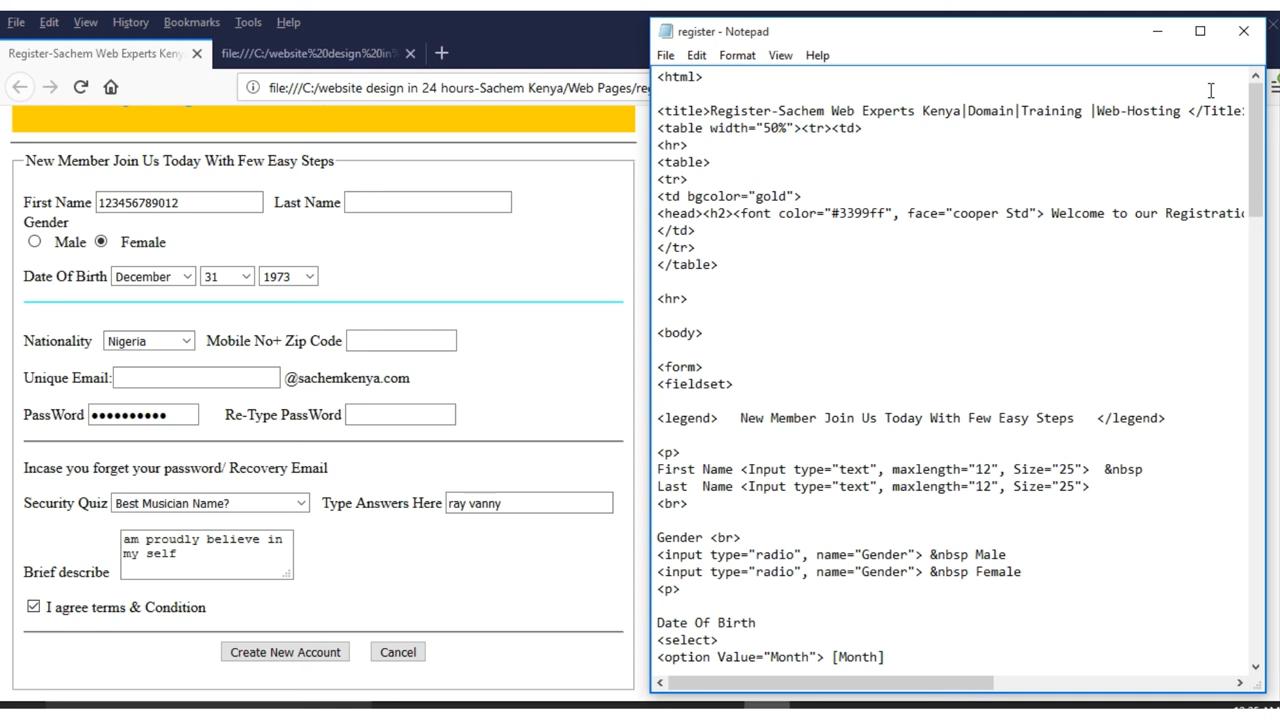 File Edit View History Bookmarks Tools Help
Register-Sachem Web Experts Keny
file:///C:/website%20design%20in%
file:///C:/website design in 24 hours-Sachem Kenya/Web Pages/reg
New Member Join Us Today With Few Easy Steps
First Name 123456789012 Last Name
Gender
Male Female
Date Of Birth December 31 1973
Nationality Nigeria Mobile No+ Zip Code
Unique Email: @sachemkenya.com
PassWord ●●●●●●●●●● Re-Type PassWord
Incase you forget your password/ Recovery Email
Security Quiz Best Musician Name? Type Answers Here ray vanny
am proudly believe in
my self
Brief describe
I agree terms & Condition
Create New Account Cancel
register - Notepad
File Edit Format View Help
<html>
<title>Register-Sachem Web Experts Kenya|Domain|Training |Web-Hosting </Title>
<table width="50%"><tr><td>
<hr>
<table>
<tr>
<td bgcolor="gold">
<head><h2><font color="#3399ff", face="cooper Std"> Welcome to our Registratio
</td>
</tr>
</table>
<hr>
<body>
<form>
<fieldset>
<legend> New Member Join Us Today With Few Easy Steps </legend>
<p>
First Name <Input type="text", maxlength="12", Size="25"> &nbsp
Last Name <Input type="text", maxlength="12", Size="25">
<br>
Gender <br>
<input type="radio", name="Gender"> &nbsp Male
<input type="radio", name="Gender"> &nbsp Female
<p>
Date Of Birth
<select>
<option Value="Month"> [Month]